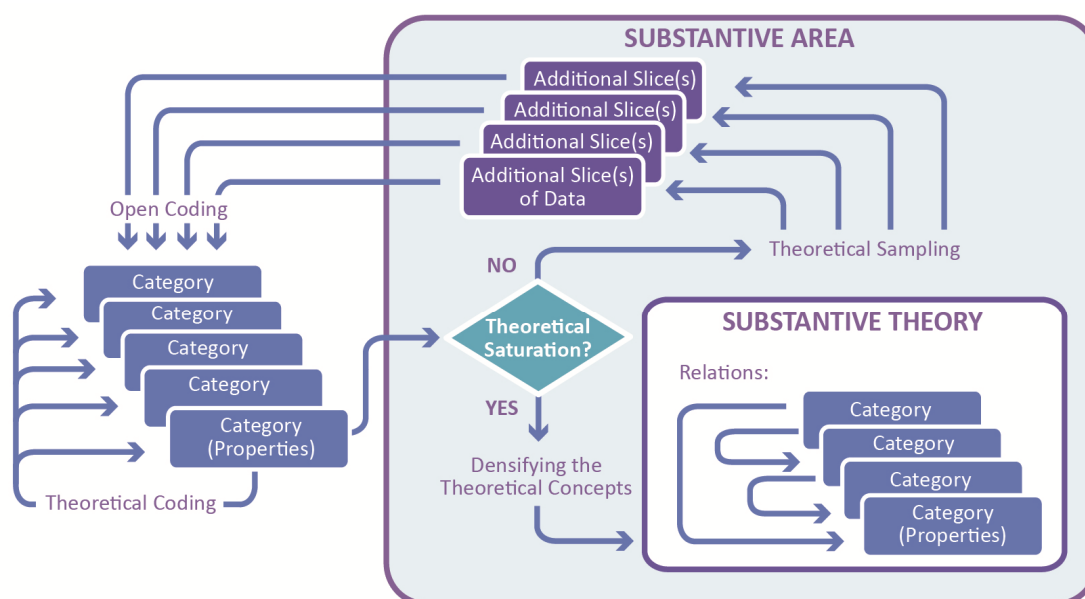 SUBSTANTIVE AREA
Additional Slice(s)
Additional Slice(s)
Additional Slice(s)
Additional Slice(s)
of Data
Open Coding
Theoretical Sampling
NO
Category
Category
Category
Category
Category
(Properties)
Theoretical Coding
Theoretical
Saturation?
YES
Densifying the
Theoretical Concepts
SUBSTANTIVE THEORY
Relations:
Category
Category
Category
Category
(Properties)